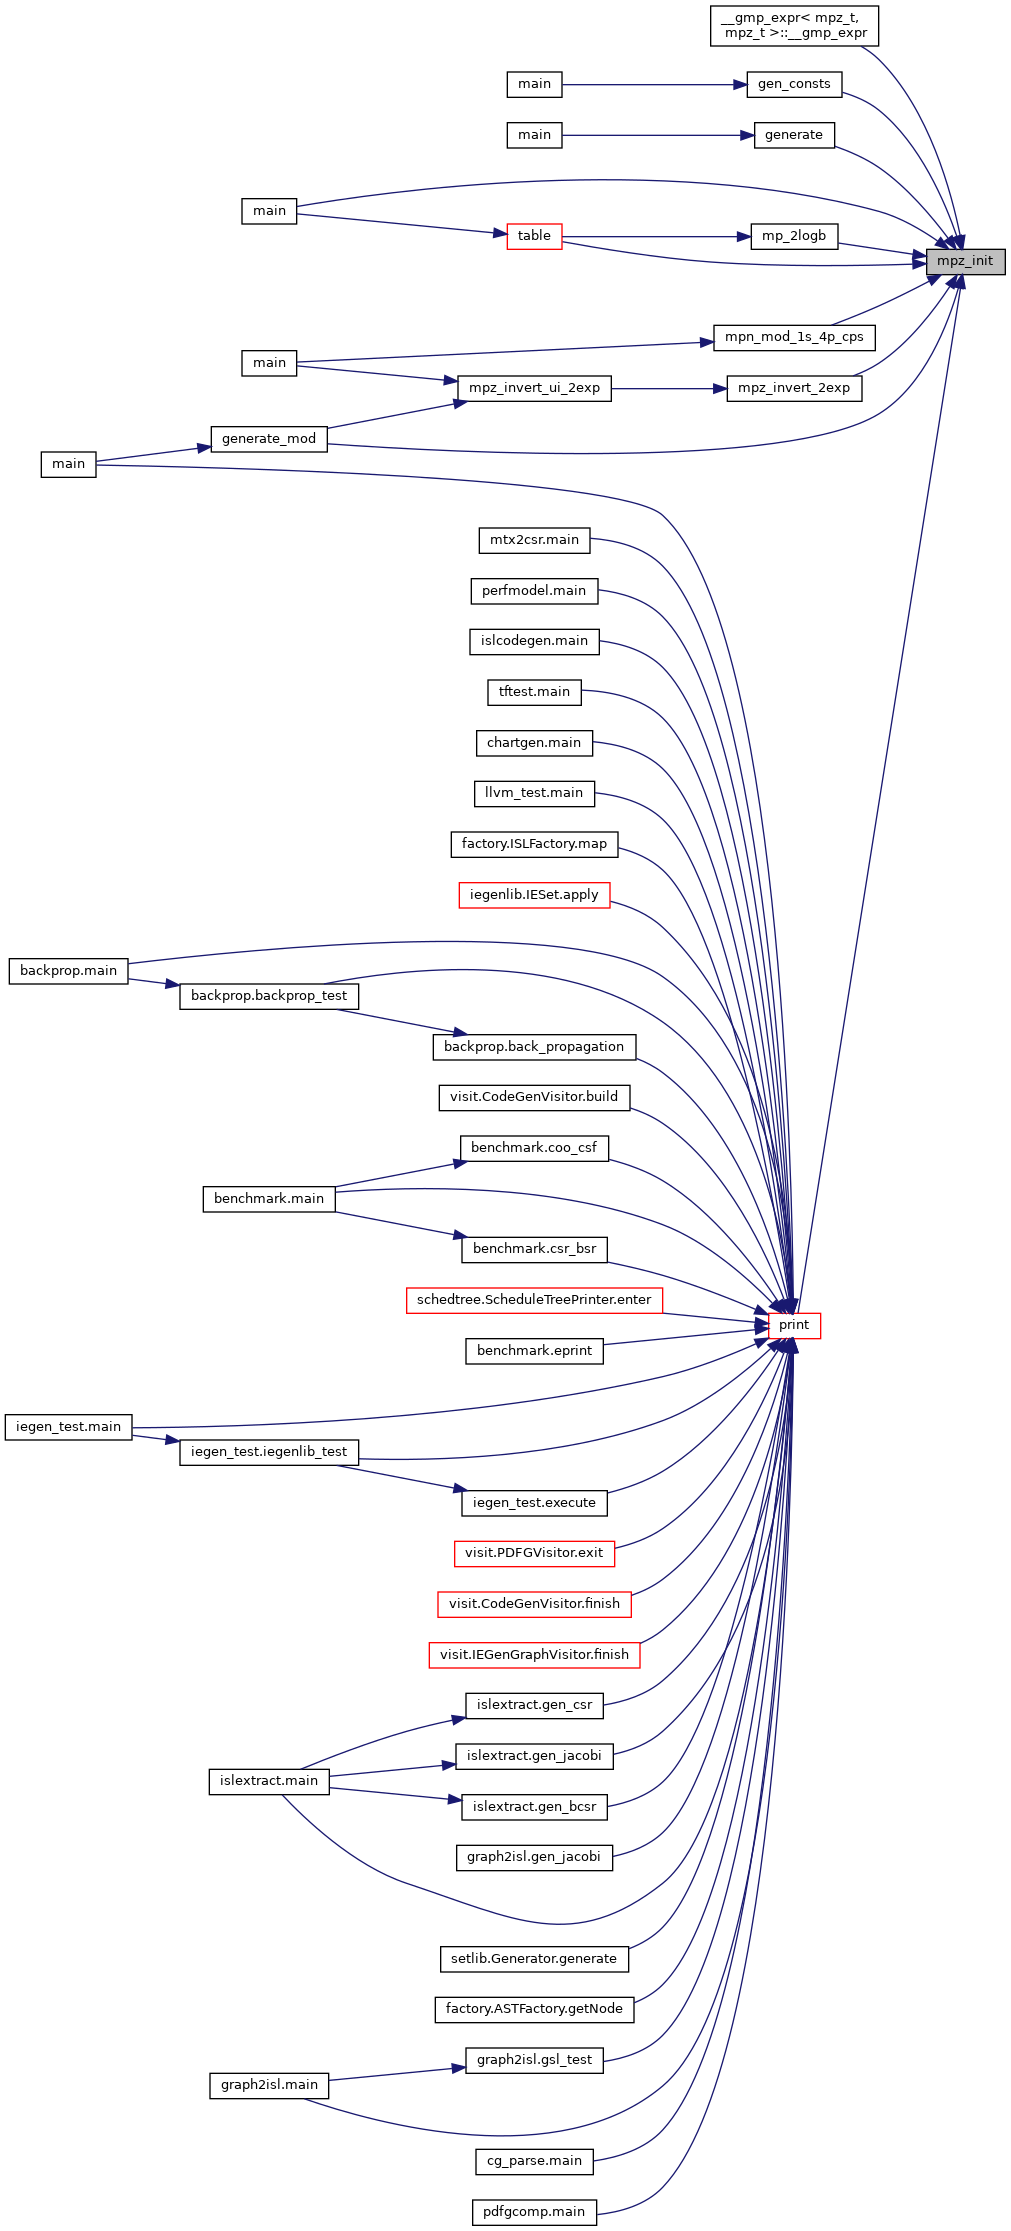 __gmp_expr< mpz_t,
mpz_t >::__gmp_expr
main
gen_consts
main
generate
main
table
mp_2logb
mpz_init
mpn_mod_1s_4p_cps
main
mpz_invert_ui_2exp
mpz_invert_2exp
generate_mod
main
mtx2csr.main
perfmodel.main
islcodegen.main
tftest.main
chartgen.main
llvm_test.main
factory.ISLFactory.map
iegenlib.IESet.apply
backprop.main
backprop.backprop_test
backprop.back_propagation
visit.CodeGenVisitor.build
benchmark.coo_csf
benchmark.main
benchmark.csr_bsr
schedtree.ScheduleTreePrinter.enter
print
benchmark.eprint
iegen_test.main
iegen_test.iegenlib_test
iegen_test.execute
visit.PDFGVisitor.exit
visit.CodeGenVisitor.finish
visit.IEGenGraphVisitor.finish
islextract.gen_csr
islextract.gen_jacobi
islextract.main
islextract.gen_bcsr
graph2isl.gen_jacobi
setlib.Generator.generate
factory.ASTFactory.getNode
graph2isl.gsl_test
graph2isl.main
cg_parse.main
pdfgcomp.main